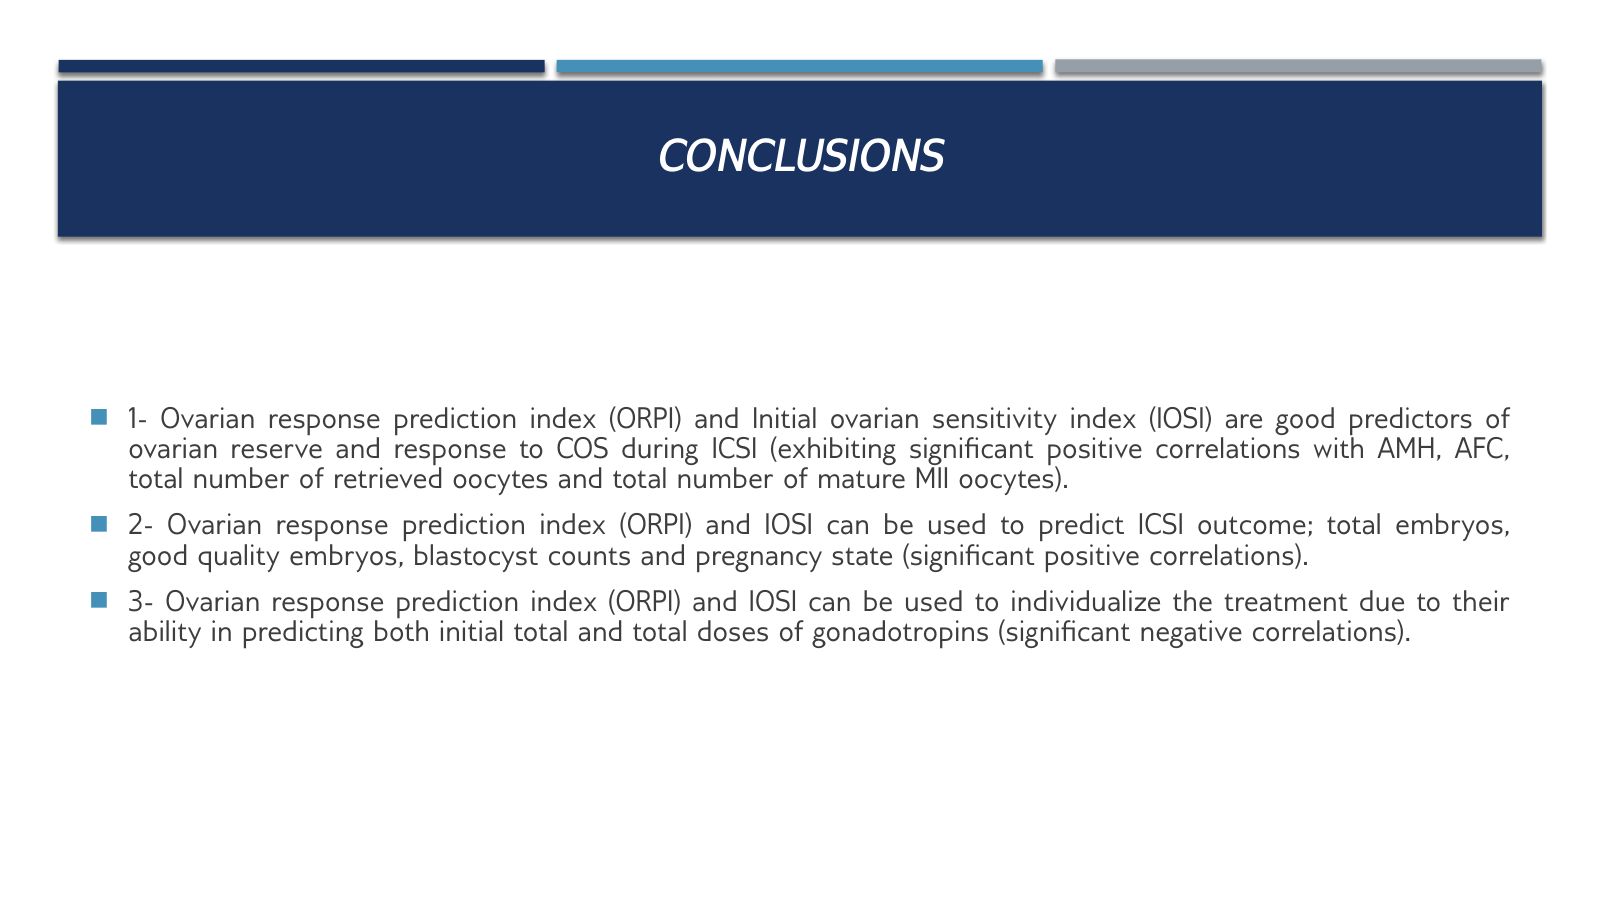 CONCLUSIONS
1- Ovarian response prediction index (ORPI) and Initial ovarian sensitivity index (IOSI) are good predictors of
ovarian reserve and response to COS during ICSI (exhibiting significant positive correlations with AMH, AFC,
total number of retrieved oocytes and total number of mature MII oocytes).
2- Ovarian response prediction index (ORPI) and IOSI can be used to predict ICSI outcome; total embryos,
good quality embryos, blastocyst counts and pregnancy state (significant positive correlations).
3- Ovarian response prediction index (ORPI) and IOSI can be used to individualize the treatment due to their
ability in predicting both initial total and total doses of gonadotropins (significant negative correlations).